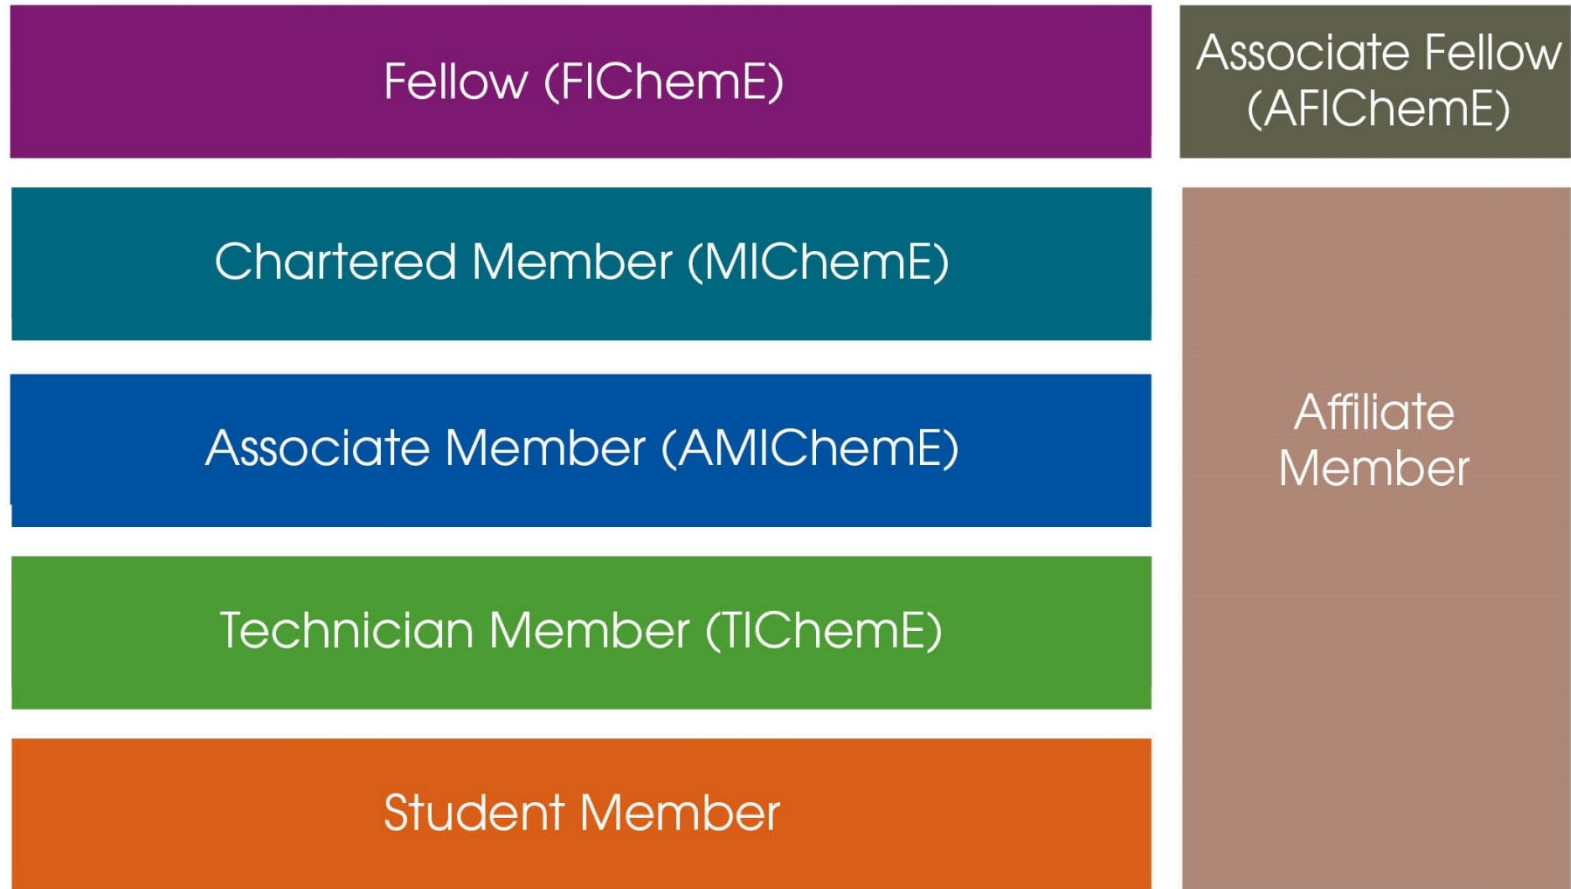 Fellow (FIChemE)
Associate Fellow
(AFIChemE)
Chartered Member (MIChemE)
Associate Member (AMIChemE)
Affiliate
Member
Technician Member (TIChemE)
Student Member